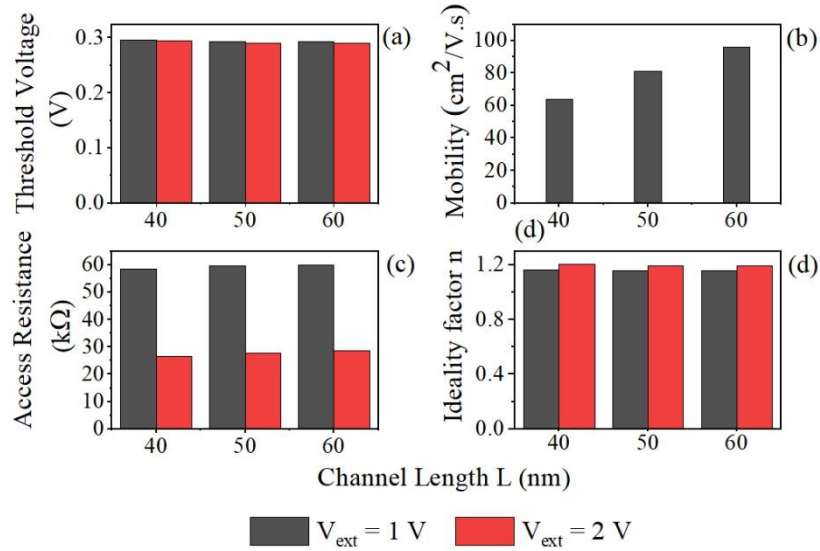 Threshold Voltage
(V)
0.3
0.2
0.1
0.0
40 50 60
(a)
Mobility (cm²/V.s)
100
80
60
40
20
0
40 50 60
(b)
Access Resistance
(kΩ)
60
50
40
30
20
10
0
40 50 60
(c)
(d)
Ideality factor n
1.2
0.8
0.4
0.0
40 50 60
(d)
Channel Length L (nm)
V_ext = 1 V V_ext = 2 V